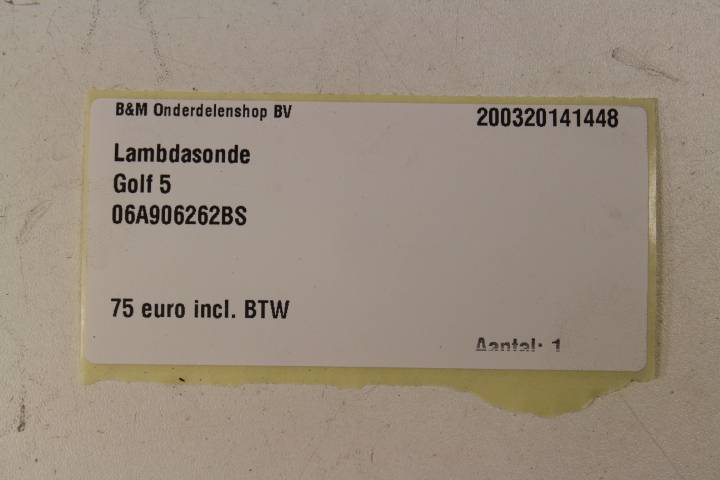 B&M Onderdelenshop BV
200320141448
Lambdasonde
Golf 5
06A906262BS
75 euro incl. BTW
Aantal: 1